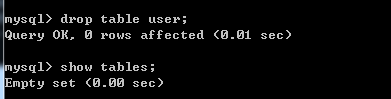 mysql> drop table user;
Query OK, 0 rows affected (0.01 sec)
mysql> show tables;
Empty set (0.00 sec)